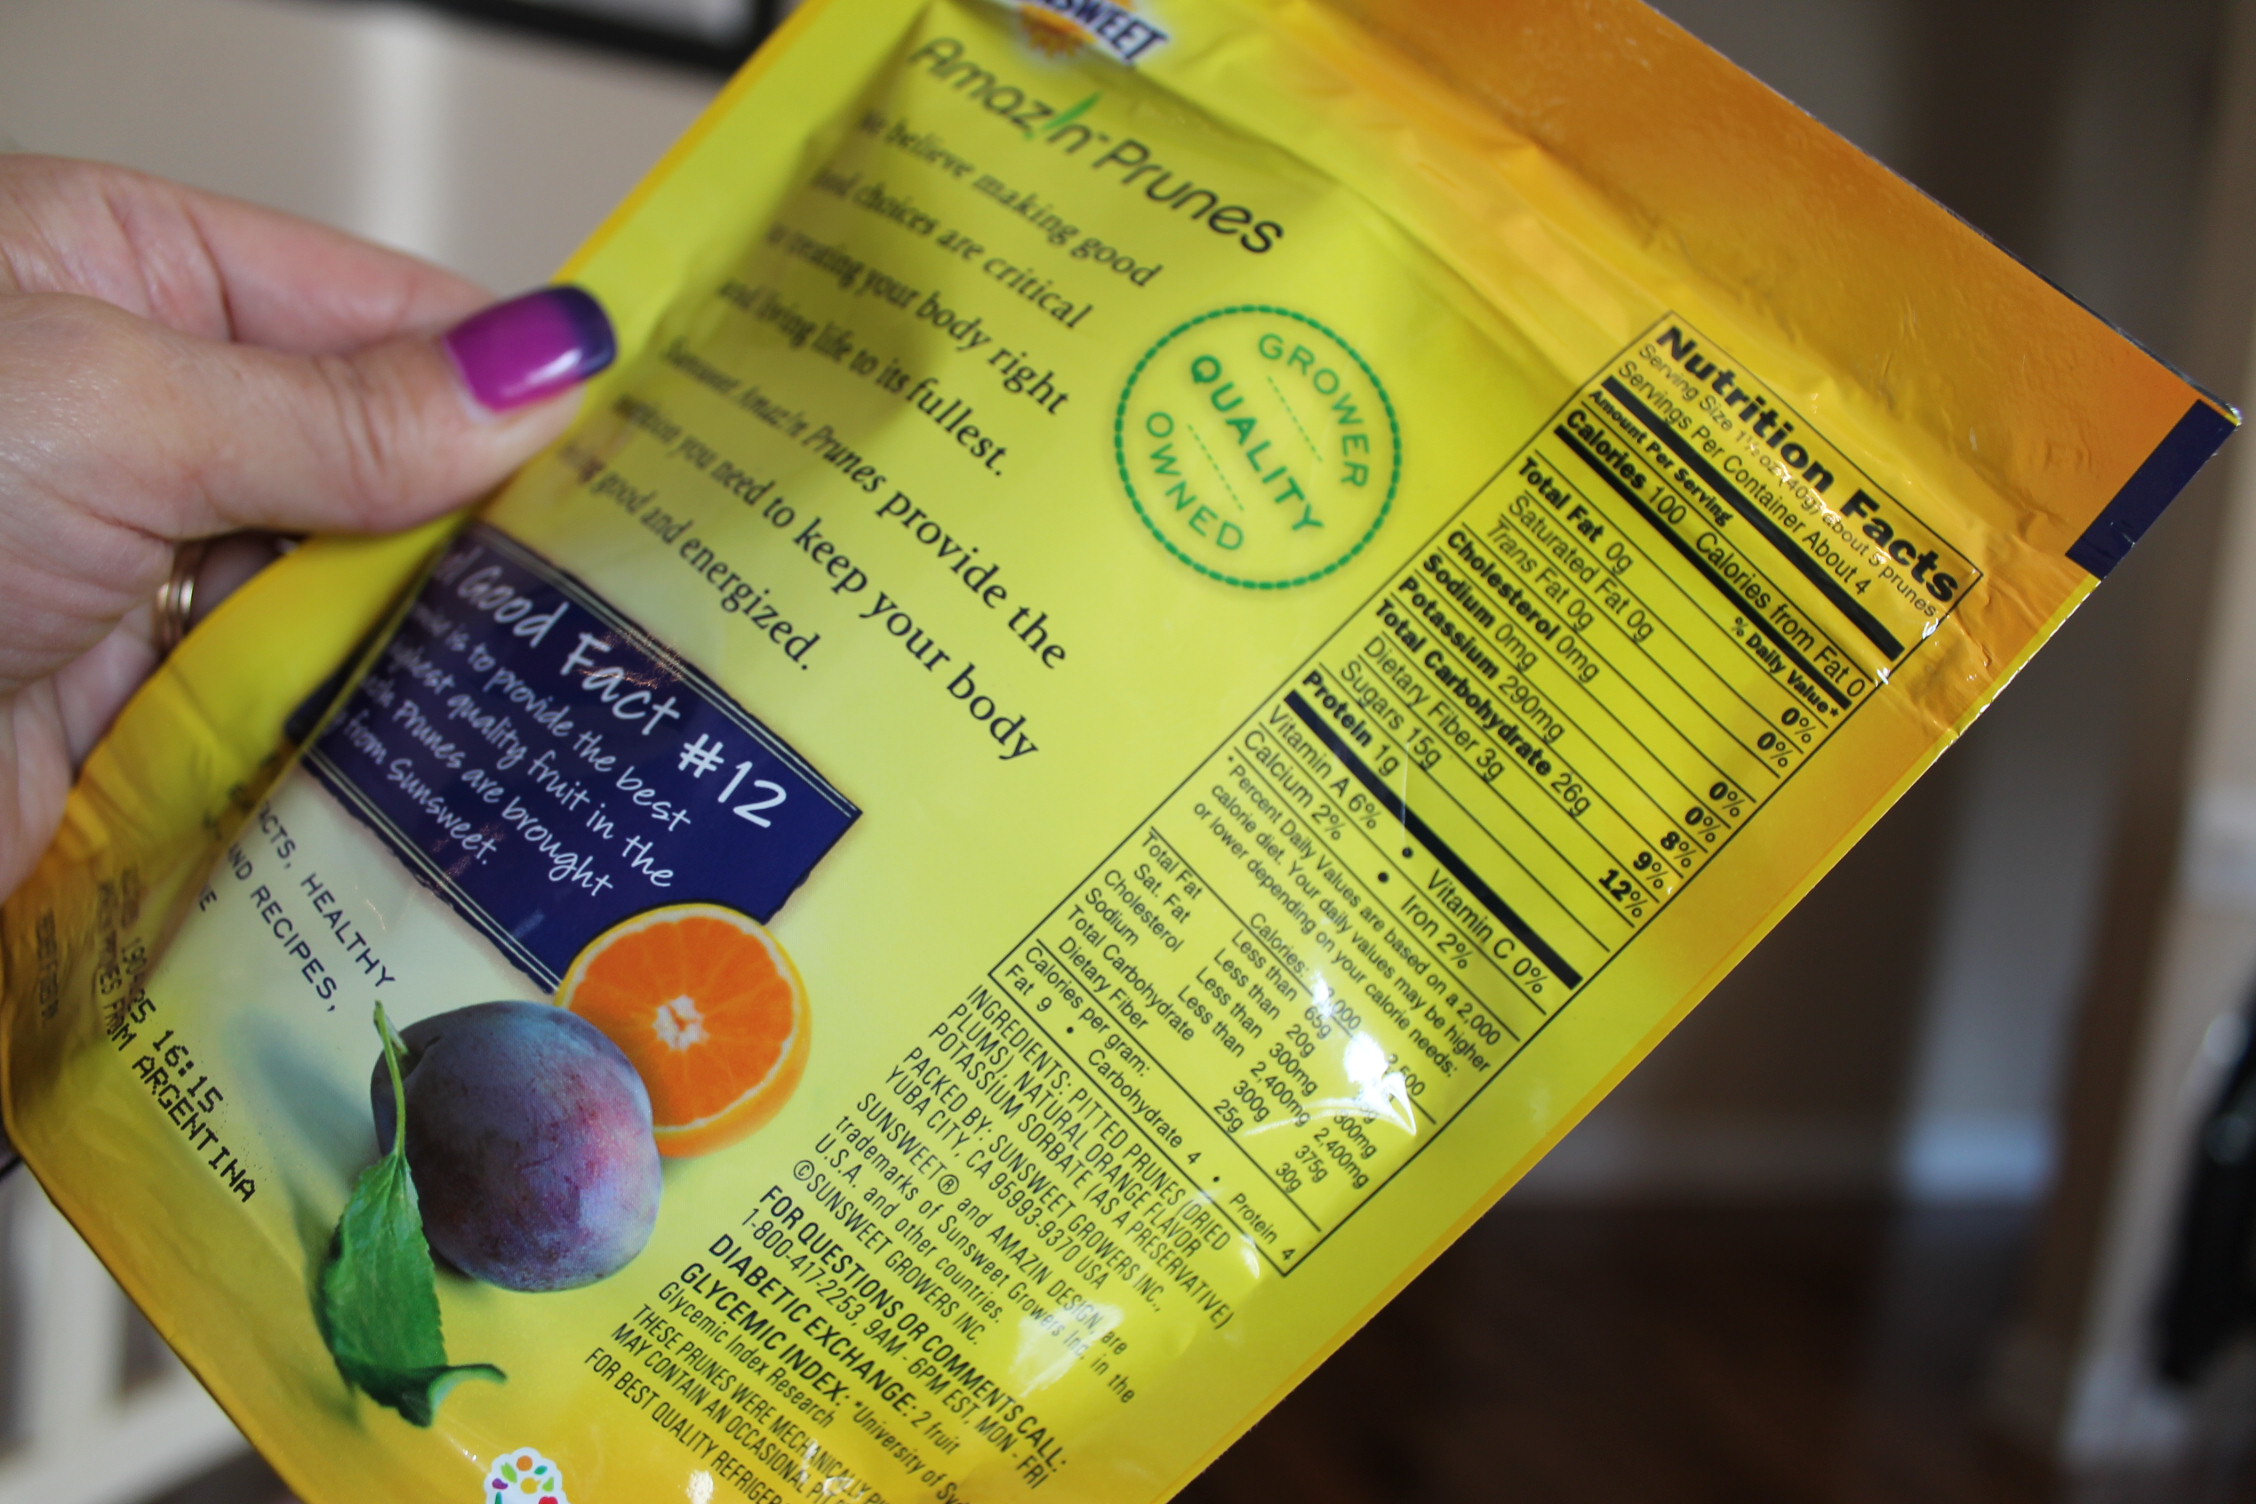 SWEET
Amaz!n™ Prunes
believe making good
choices are critical
treating your body right
and living life to its fullest.
Sunsweet Amaz!n Prunes provide the
nutrition you need to keep your body
good and energized.
GROWER
QUALITY
OWNED
Good Fact #12
is to provide the best
quality fruit in the
Prunes are brought
from Sunsweet.
HEALTHY
AND RECIPES,
16:15
FROM ARGENTINA
Nutrition Facts
Serving Size 1½ oz (40g) about 5 prunes
Servings Per Container About 4
Amount Per Serving
Calories 100 Calories from Fat 0
% Daily Value*
Total Fat 0g 0%
Saturated Fat 0g 0%
Trans Fat 0g
Cholesterol 0mg 0%
Sodium 0mg 0%
Potassium 290mg 8%
Total Carbohydrate 26g 9%
Dietary Fiber 3g 12%
Sugars 15g
Protein 1g
Vitamin A 6% • Vitamin C 0%
Calcium 2% • Iron 2%
*Percent Daily Values are based on a 2,000
calorie diet. Your daily values may be higher
or lower depending on your calorie needs:
Calories: 2,000 2,500
Total Fat Less than 65g
Sat. Fat Less than 20g
Cholesterol Less than 300mg 300mg
Sodium Less than 2,400mg 2,400mg
Total Carbohydrate 300g 375g
Dietary Fiber 25g 30g
Calories per gram:
Fat 9 • Carbohydrate 4 • Protein 4
INGREDIENTS: PITTED PRUNES (DRIED
PLUMS), NATURAL ORANGE FLAVOR
POTASSIUM SORBATE (AS A PRESERVATIVE)
PACKED BY: SUNSWEET GROWERS INC.,
YUBA CITY, CA 95993-9370 USA
SUNSWEET® and AMAZIN DESIGN, are
trademarks of Sunsweet Growers Inc. in the
U.S.A. and other countries.
©SUNSWEET GROWERS INC.
FOR QUESTIONS OR COMMENTS CALL:
1-800-417-2253, 9AM - 6PM EST, MON - FRI
DIABETIC EXCHANGE: 2 fruit
GLYCEMIC INDEX: *University of
Glycemic Index Research
THESE PRUNES WERE MECHANICALLY
MAY CONTAIN AN OCCASIONAL
FOR BEST QUALITY